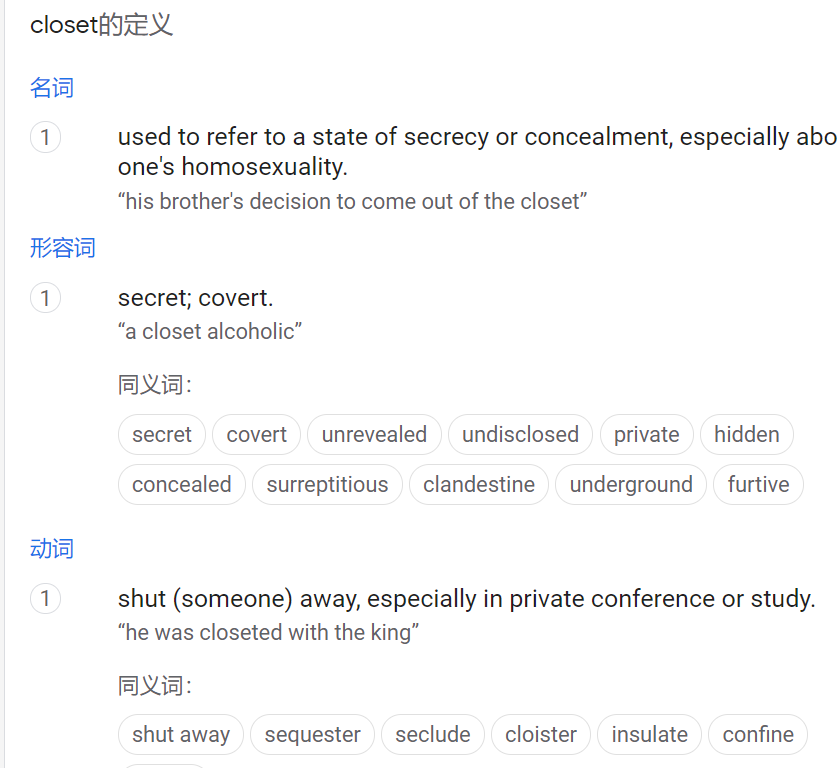 closet的定义
名词
1
used to refer to a state of secrecy or concealment, especially abo
one's homosexuality.
“his brother's decision to come out of the closet”
形容词
1
secret; covert.
“a closet alcoholic”
同义词：
secret covert unrevealed undisclosed private hidden
concealed surreptitious clandestine underground furtive
动词
1
shut (someone) away, especially in private conference or study.
“he was closeted with the king”
同义词：
shut away sequester seclude cloister insulate confine